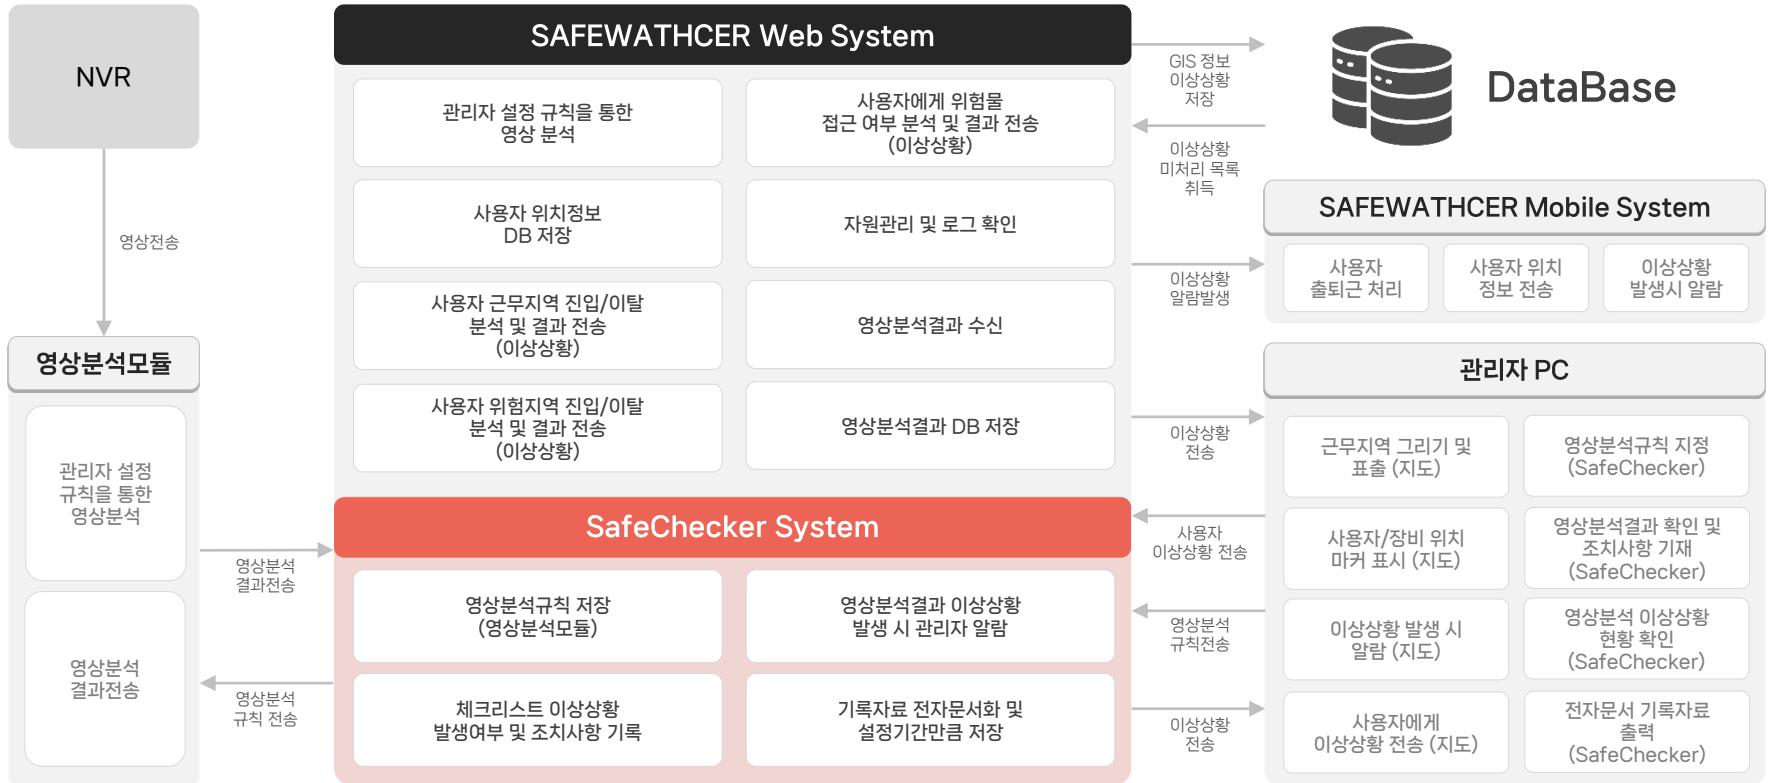 NVR
영상전송
영상분석모듈
관리자 설정
규칙을 통한
영상분석
영상분석
결과전송
영상분석
결과전송
영상분석
규칙 전송
SAFEWATHCER Web System
관리자 설정 규칙을 통한
영상 분석
사용자에게 위험물
접근 여부 분석 및 결과 전송
(이상상황)
사용자 위치정보
DB 저장
자원관리 및 로그 확인
사용자 근무지역 진입/이탈
분석 및 결과 전송
(이상상황)
영상분석결과 수신
사용자 위험지역 진입/이탈
분석 및 결과 전송
(이상상황)
영상분석결과 DB 저장
SafeChecker System
영상분석규칙 저장
(영상분석모듈)
영상분석결과 이상상황
발생 시 관리자 알람
체크리스트 이상상황
발생여부 및 조치사항 기록
기록자료 전자문서화 및
설정기간만큼 저장
GIS 정보
이상상황
저장
이상상황
미처리 목록
취득
이상상황
알람발생
이상상황
전송
사용자
이상상황 전송
영상분석
규칙전송
이상상황
전송
DataBase
SAFEWATHCER Mobile System
사용자
출퇴근 처리
사용자 위치
정보 전송
이상상황
발생시 알람
관리자 PC
근무지역 그리기 및
표출 (지도)
영상분석규칙 지정
(SafeChecker)
사용자/장비 위치
마커 표시 (지도)
영상분석결과 확인 및
조치사항 기재
(SafeChecker)
이상상황 발생 시
알람 (지도)
영상분석 이상상황
현황 확인
(SafeChecker)
사용자에게
이상상황 전송 (지도)
전자문서 기록자료
출력
(SafeChecker)